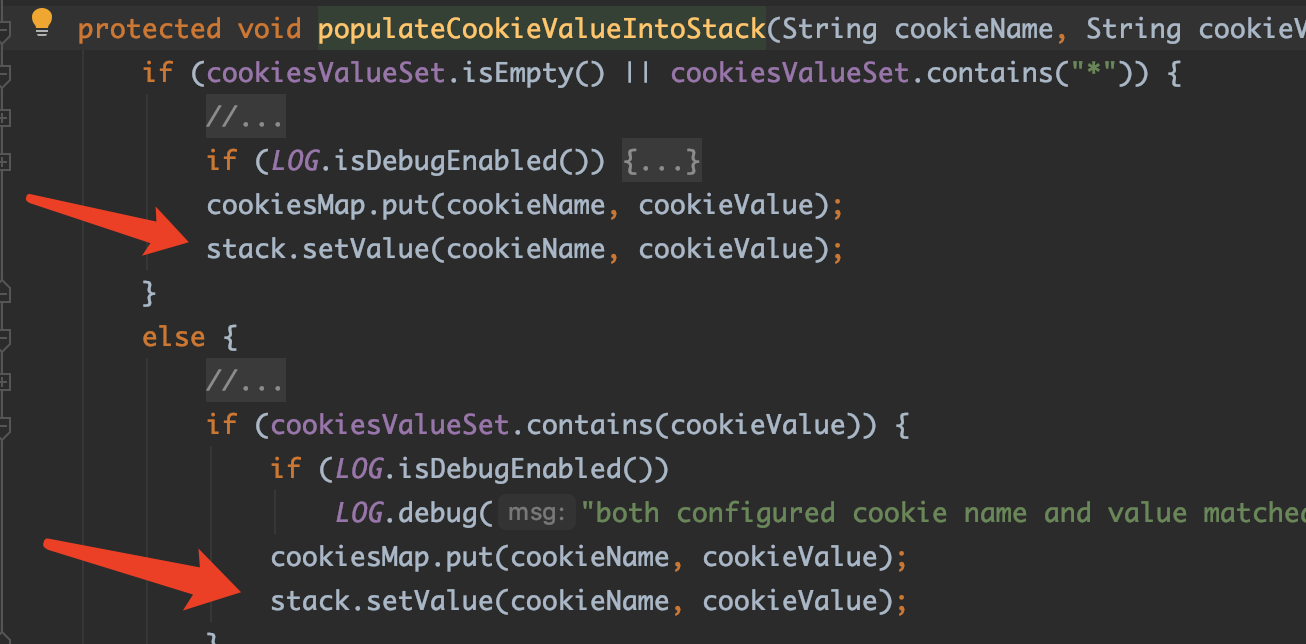 protected void populateCookieValueIntoStack(String cookieName, String cookieV
if (cookiesValueSet.isEmpty() || cookiesValueSet.contains("*")) {
//...
if (LOG.isDebugEnabled()) {...}
cookiesMap.put(cookieName, cookieValue);
stack.setValue(cookieName, cookieValue);
}
else {
//...
if (cookiesValueSet.contains(cookieValue)) {
if (LOG.isDebugEnabled())
LOG.debug( msg: "both configured cookie name and value matched
cookiesMap.put(cookieName, cookieValue);
stack.setValue(cookieName, cookieValue);
}